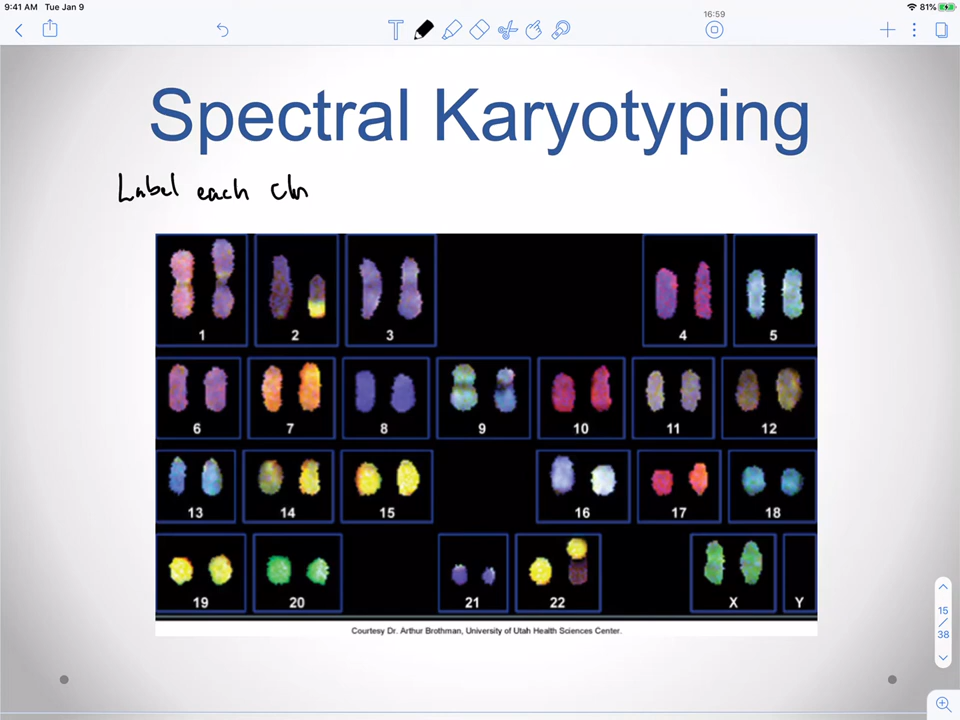 9:41 AM Tue Jan 9
81%
16:59
T
Spectral Karyotyping
Label each
1 2 3 4 5
6 7 8 9 10 11 12
13 14 15 16 17 18
19 20 21 22 X Y
Courtesy Dr. Arthur Brothman, University of Utah Health Sciences Center.
15
/
38